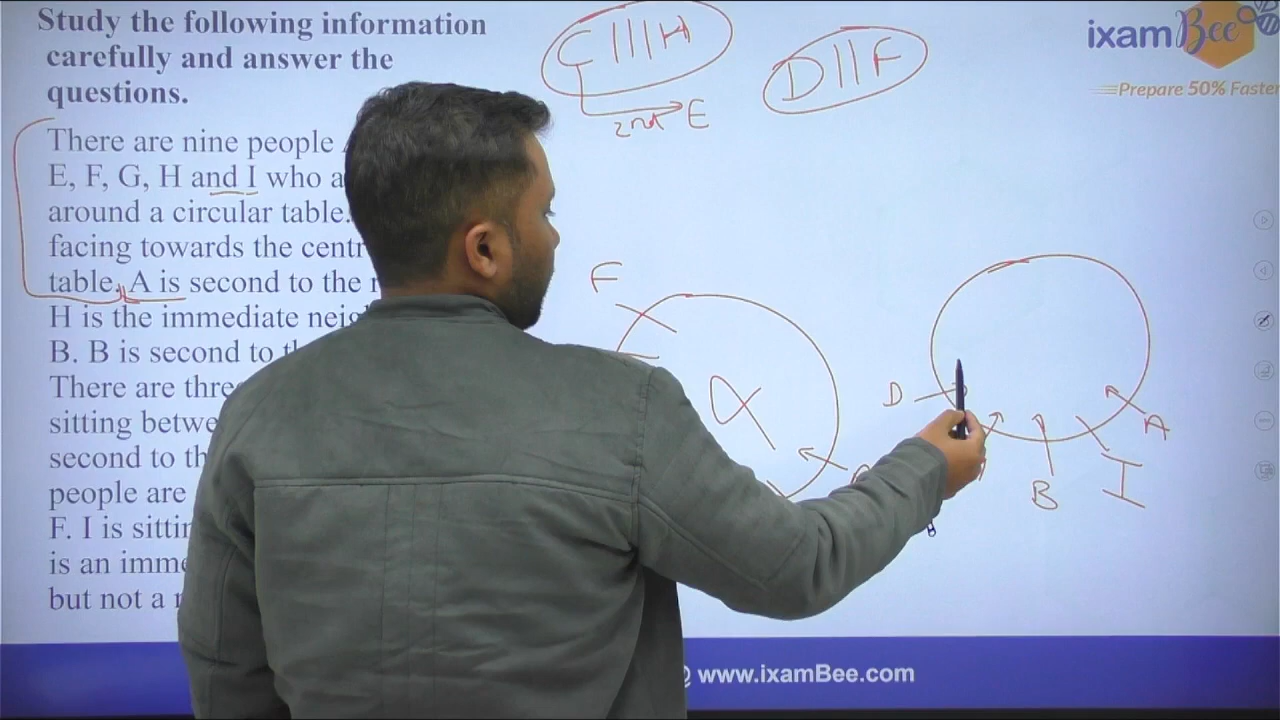 Study the following information
carefully and answer the
questions.
There are nine people
E, F, G, H and I who a
around a circular table.
facing towards the centr
table. A is second to the r
H is the immediate neig
B. B is second to th
There are thre
sitting betwe
second to th
people are
F. I is sittin
is an imme
but not a r
C ||| H
2nd E
D || F
ixamBee
Prepare 50% Faster
F
D
B
I
A
www.ixamBee.com